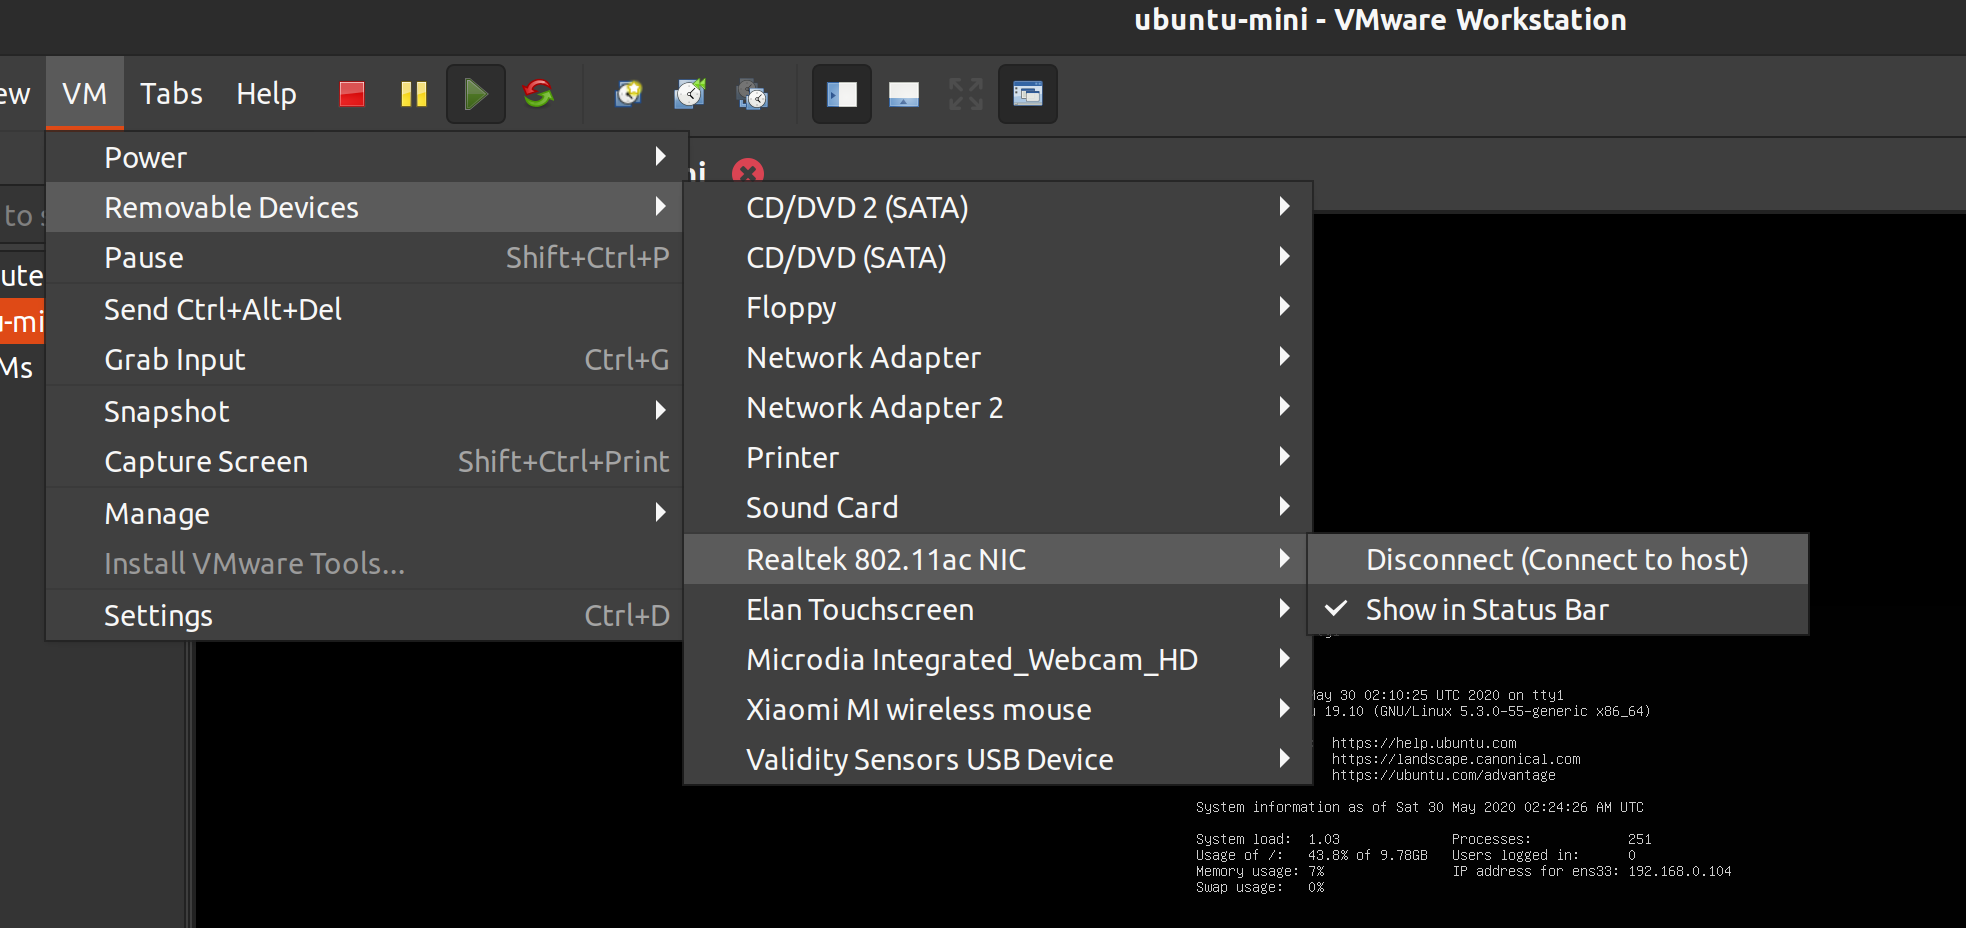 ubuntu-mini - VMware Workstation
ew VM Tabs Help
Power
Removable Devices
Pause Shift+Ctrl+P
Send Ctrl+Alt+Del
Grab Input Ctrl+G
Snapshot
Capture Screen Shift+Ctrl+Print
Manage
Install VMware Tools...
Settings Ctrl+D
to
ute
u-mi
Ms
ni
CD/DVD 2 (SATA)
CD/DVD (SATA)
Floppy
Network Adapter
Network Adapter 2
Printer
Sound Card
Realtek 802.11ac NIC
Elan Touchscreen
Microdia Integrated_Webcam_HD
Xiaomi MI wireless mouse
Validity Sensors USB Device
Disconnect (Connect to host)
Show in Status Bar
May 30 02:10:25 UTC 2020 on tty1
19.10 (GNU/Linux 5.3.0-55-generic x86_64)
https://help.ubuntu.com
https://landscape.canonical.com
https://ubuntu.com/advantage
System information as of Sat 30 May 2020 02:24:26 AM UTC
System load: 1.03 Processes: 251
Usage of /: 43.8% of 9.78GB Users logged in: 0
Memory usage: 7% IP address for ens33: 192.168.0.104
Swap usage: 0%